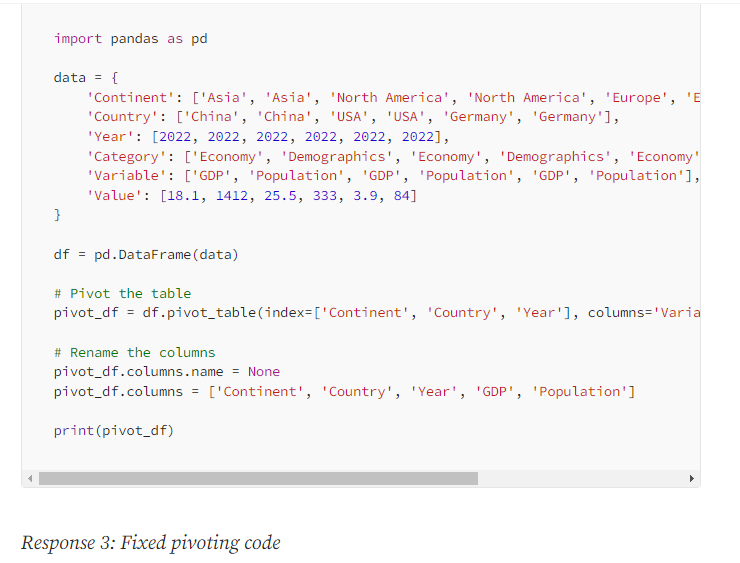 import pandas as pd
data = {
    'Continent': ['Asia', 'Asia', 'North America', 'North America', 'Europe', 'E
    'Country': ['China', 'China', 'USA', 'USA', 'Germany', 'Germany'],
    'Year': [2022, 2022, 2022, 2022, 2022, 2022],
    'Category': ['Economy', 'Demographics', 'Economy', 'Demographics', 'Economy'
    'Variable': ['GDP', 'Population', 'GDP', 'Population', 'GDP', 'Population'],
    'Value': [18.1, 1412, 25.5, 333, 3.9, 84]
}
df = pd.DataFrame(data)
# Pivot the table
pivot_df = df.pivot_table(index=['Continent', 'Country', 'Year'], columns='Varia
# Rename the columns
pivot_df.columns.name = None
pivot_df.columns = ['Continent', 'Country', 'Year', 'GDP', 'Population']
print(pivot_df)
Response 3: Fixed pivoting code